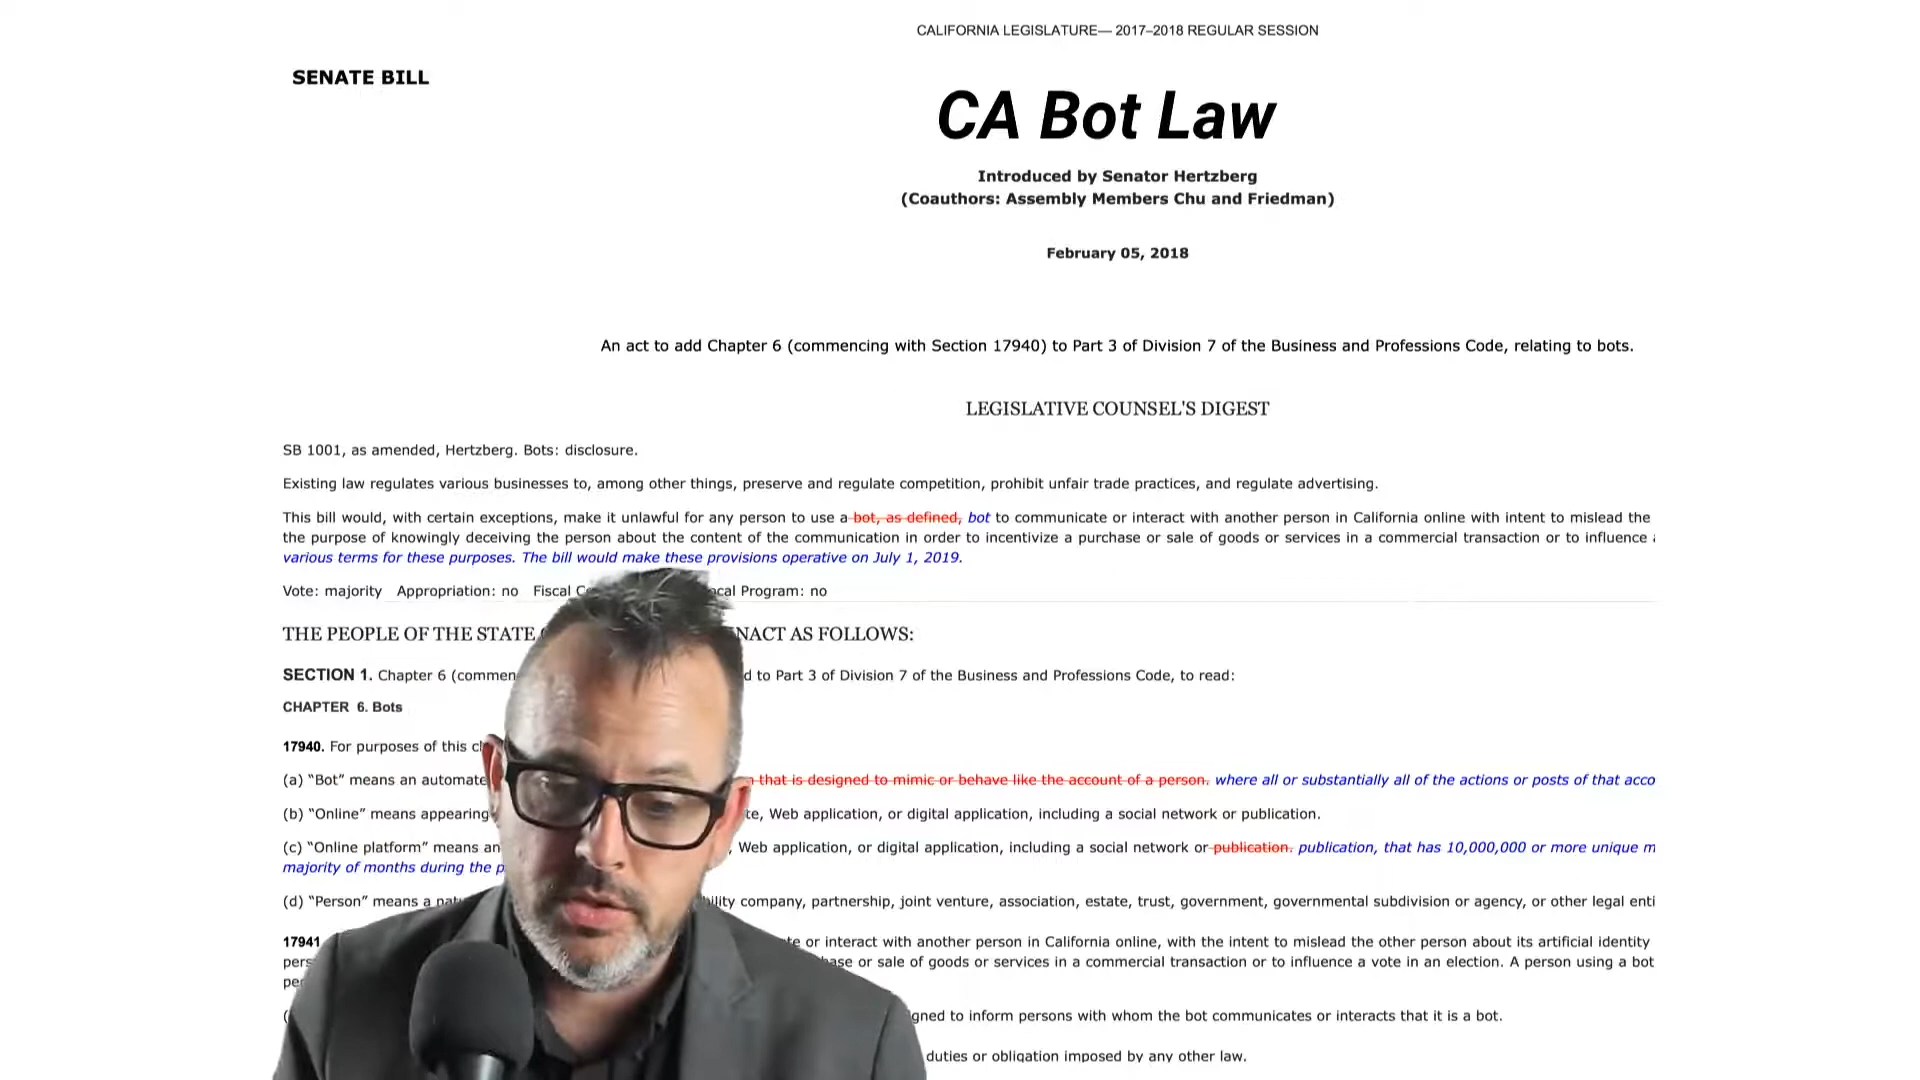 CALIFORNIA LEGISLATURE— 2017–2018 REGULAR SESSION
SENATE BILL
CA Bot Law
Introduced by Senator Hertzberg
(Coauthors: Assembly Members Chu and Friedman)
February 05, 2018
An act to add Chapter 6 (commencing with Section 17940) to Part 3 of Division 7 of the Business and Professions Code, relating to bots.
LEGISLATIVE COUNSEL'S DIGEST
SB 1001, as amended, Hertzberg. Bots: disclosure.
Existing law regulates various businesses to, among other things, preserve and regulate competition, prohibit unfair trade practices, and regulate advertising.
This bill would, with certain exceptions, make it unlawful for any person to use a bot, as defined, bot to communicate or interact with another person in California online with intent to mislead the
the purpose of knowingly deceiving the person about the content of the communication in order to incentivize a purchase or sale of goods or services in a commercial transaction or to influence
various terms for these purposes. The bill would make these provisions operative on July 1, 2019.
Vote: majority Appropriation: no Fiscal Program: no
THE PEOPLE OF THE STATE NACT AS FOLLOWS:
SECTION 1. Chapter 6 (commen d to Part 3 of Division 7 of the Business and Professions Code, to read:
CHAPTER 6. Bots
17940. For purposes of this
(a) “Bot” means an automate that is designed to mimic or behave like the account of a person. where all or substantially all of the actions or posts of that acco
(b) “Online” means appearing te, Web application, or digital application, including a social network or publication.
(c) “Online platform” means an , Web application, or digital application, including a social network or publication. publication, that has 10,000,000 or more unique m
majority of months during the p
(d) “Person” means a ility company, partnership, joint venture, association, estate, trust, government, governmental subdivision or agency, or other legal enti
17941 te or interact with another person in California online, with the intent to mislead the other person about its artificial identity
pers ase or sale of goods or services in a commercial transaction or to influence a vote in an election. A person using a bot
pe
gned to inform persons with whom the bot communicates or interacts that it is a bot.
duties or obligation imposed by any other law.